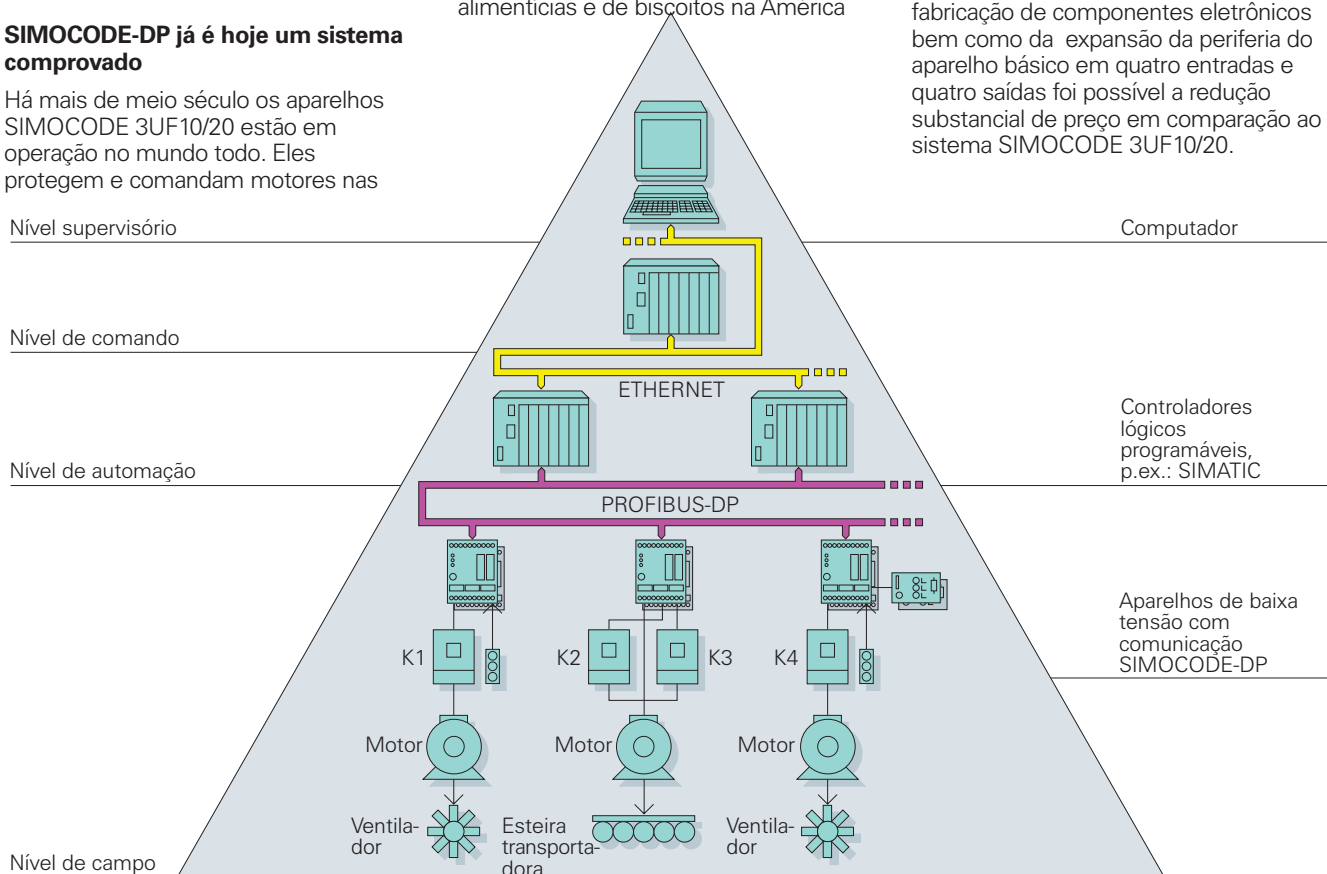 SIMOCODE-DP já é hoje um sistema
comprovado
Há mais de meio século os aparelhos
SIMOCODE 3UF10/20 estão em
operação no mundo todo. Eles
protegem e comandam motores nas
alimentícias e de biscoitos na América
fabricação de componentes eletrônicos
bem como da expansão da periferia do
aparelho básico em quatro entradas e
quatro saídas foi possível a redução
substancial de preço em comparação ao
sistema SIMOCODE 3UF10/20.
Nível supervisório
Computador
Nível de comando
ETHERNET
Controladores
lógicos
programáveis,
p.ex.: SIMATIC
Nível de automação
PROFIBUS-DP
Aparelhos de baixa
tensão com
comunicação
SIMOCODE-DP
K1
K2
K3
K4
Motor
Motor
Motor
Ventila-
dor
Esteira
transporta-
dora
Ventila-
dor
Nível de campo